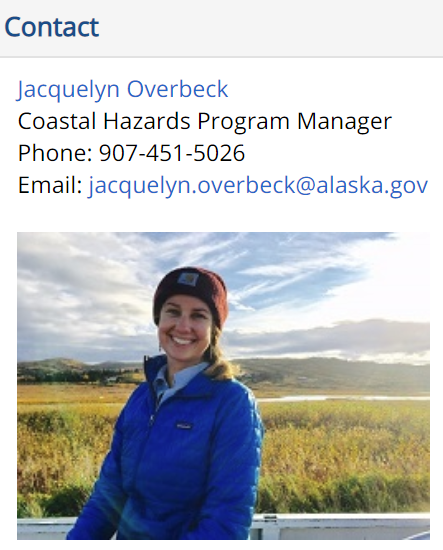 Contact
Jacquelyn Overbeck
Coastal Hazards Program Manager
Phone: 907-451-5026
Email: jacquelyn.overbeck@alaska.gov